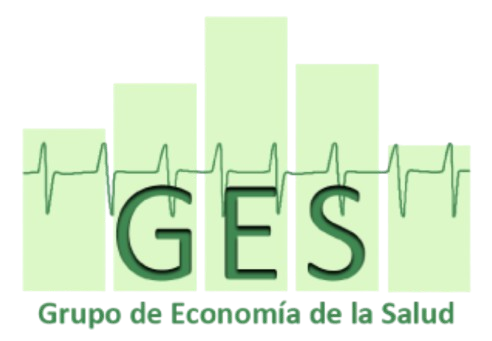 GES
Grupo de Economía de la Salud